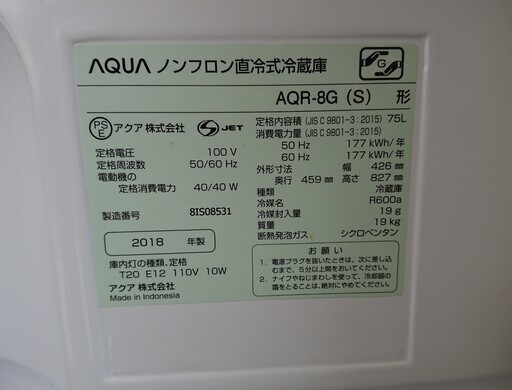 AQUA ノンフロン直冷式冷蔵庫
G
AQR-8G (S) 形
PS E アクア 株式会社 S JET
定格電圧 100 V
定格周波数 50/60 Hz
電動機の
定格消費電力 40/40 W
製造番号 8IS08531
2018 年製
庫内灯の種類、定格
T20 E12 110V 10W
アクア 株式会社
Made in Indonesia
定格内容積 (JIS C 9801-3:2015) 75L
消費電力量 (JIS C 9801-3:2015)
50 Hz 177 kWh/年
60 Hz 177 kWh/年
外形寸法 幅 426 mm
奥行 459 mm 高さ 827 mm
種類 冷蔵庫
冷媒名 R600a
冷媒封入量 19 g
質量 19 kg
断熱発泡ガス シクロペンタン
お願い
1. 電源プラグを抜いたときは、次に差し込
むまで、5分以上間をおいてください。
2. ナイフやねじまわしを使って、冷却器の
霜をとることは、絶対にやめてください。